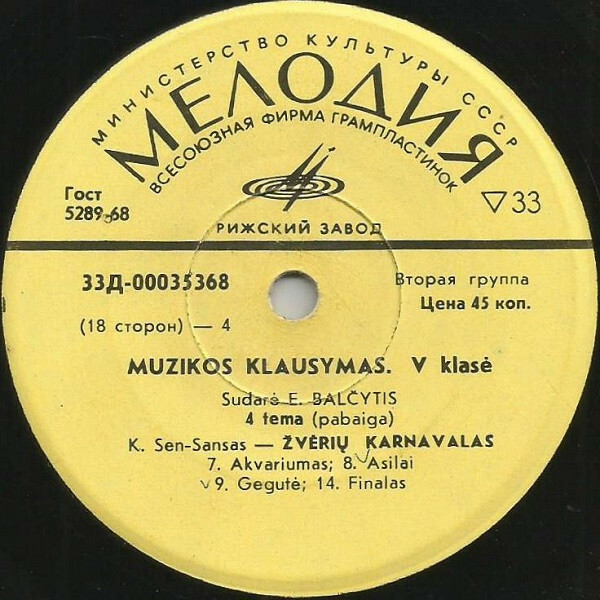 МИНИСТЕРСТВО КУЛЬТУРЫ СССР
МЕЛОДИЯ
ВСЕСОЮЗНАЯ ФИРМА ГРАМПЛАСТИНОК
Гост
5289-68
33
РИЖСКИЙ ЗАВОД
33Д-00035368
Вторая группа
Цена 45 коп.
(18 сторон) — 4
MUZIKOS KLAUSYMAS. V klasė
Sudarė E. BALČYTIS
4 tema (pabaiga)
K. Sen-Sansas — ŽVĖRIŲ KARNAVALAS
7. Akvariumas; 8. Asilai
9. Gegutė; 14. Finalas